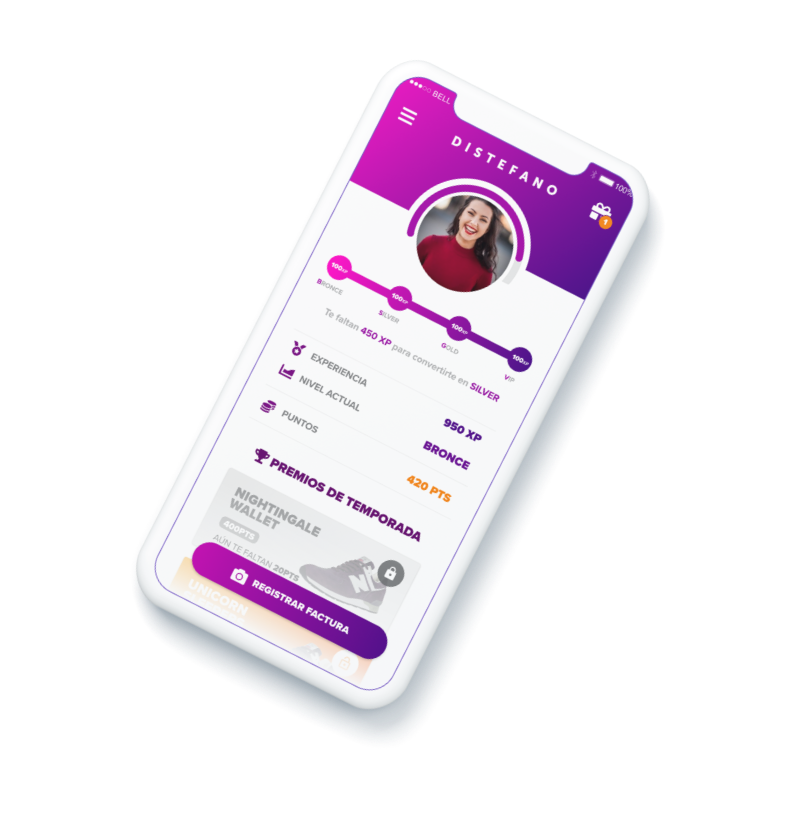 BELL
100%
DISTEFANO
1
100XP
100XP
100XP
100XP
BRONCE
SILVER
GOLD
VIP
Te faltan 450 XP para convertirte en SILVER
EXPERIENCIA
950 XP
NIVEL ACTUAL
BRONCE
PUNTOS
420 PTS
PREMIOS DE TEMPORADA
NIGHTINGALE
WALLET
400PTS
AUN TE FALTAN 20PTS
REGISTRAR FACTURA
UNICORN